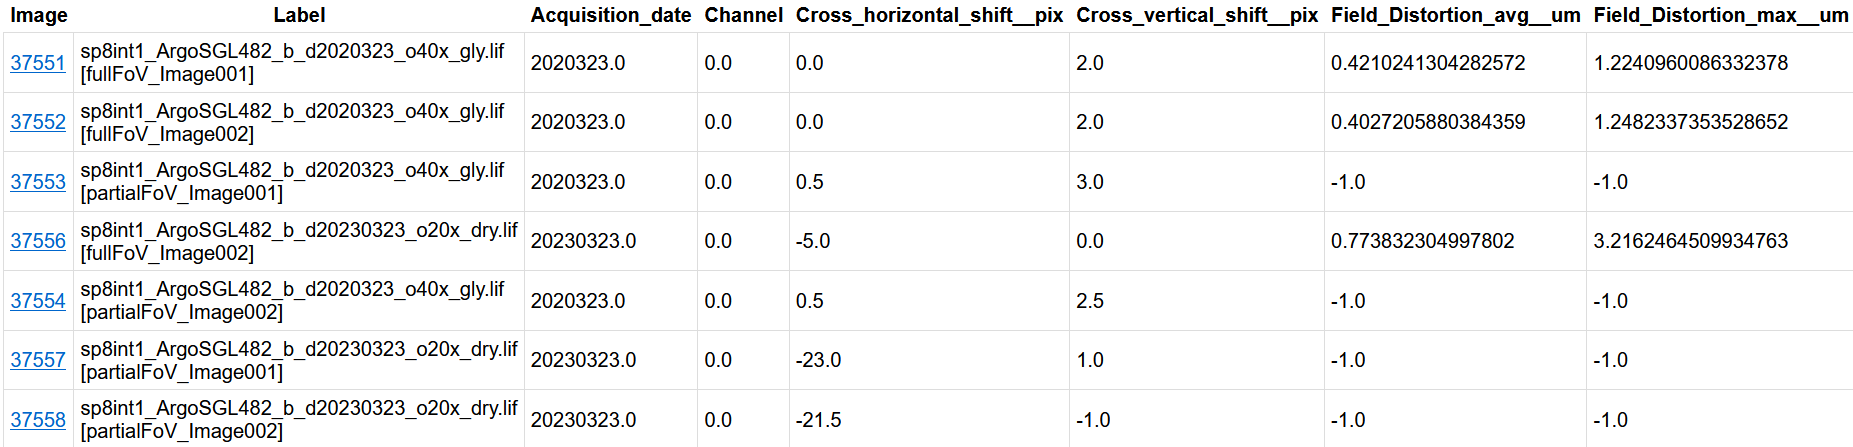 Image Label Acquisition_date Channel Cross_horizontal_shift__pix Cross_vertical_shift__pix Field_Distortion_avg__um Field_Distortion_max__um
37551 sp8int1_ArgoSGL482_b_d2020323_o40x_gly.lif [fullFoV_Image001] 2020323.0 0.0 0.0 2.0 0.4210241304282572 1.2240960086332378
37552 sp8int1_ArgoSGL482_b_d2020323_o40x_gly.lif [fullFoV_Image002] 2020323.0 0.0 0.0 2.0 0.4027205880384359 1.2482337353528652
37553 sp8int1_ArgoSGL482_b_d2020323_o40x_gly.lif [partialFoV_Image001] 2020323.0 0.0 0.5 3.0 -1.0 -1.0
37556 sp8int1_ArgoSGL482_b_d20230323_o20x_dry.lif [fullFoV_Image002] 20230323.0 0.0 -5.0 0.0 0.773832304997802 3.2162464509934763
37554 sp8int1_ArgoSGL482_b_d2020323_o40x_gly.lif [partialFoV_Image002] 2020323.0 0.0 0.5 2.5 -1.0 -1.0
37557 sp8int1_ArgoSGL482_b_d20230323_o20x_dry.lif [partialFoV_Image001] 20230323.0 0.0 -23.0 1.0 -1.0 -1.0
37558 sp8int1_ArgoSGL482_b_d20230323_o20x_dry.lif [partialFoV_Image002] 20230323.0 0.0 -21.5 -1.0 -1.0 -1.0